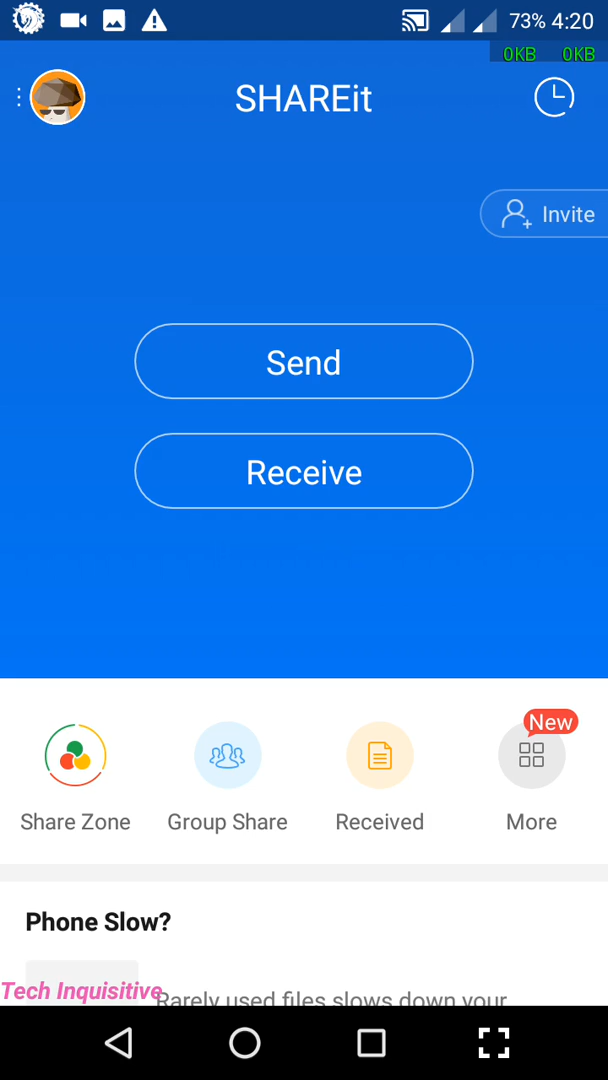 73% 4:20
0KB 0KB
SHAREit
Invite
Send
Receive
New
Share Zone Group Share Received More
Phone Slow?
Tech Inquisitive
Rarely used files slows down your